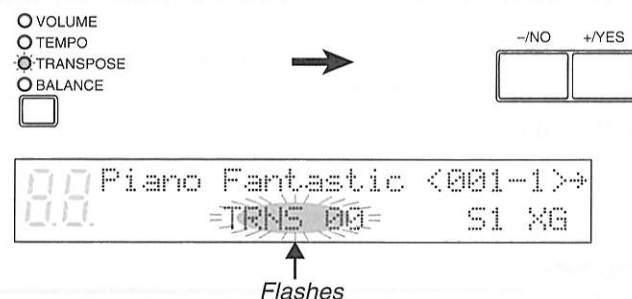 VOLUME
TEMPO
TRANSPOSE
BALANCE
–/NO +/YES
Piano Fantastic <001-1>→
=TRNS 00= S1 XG
Flashes